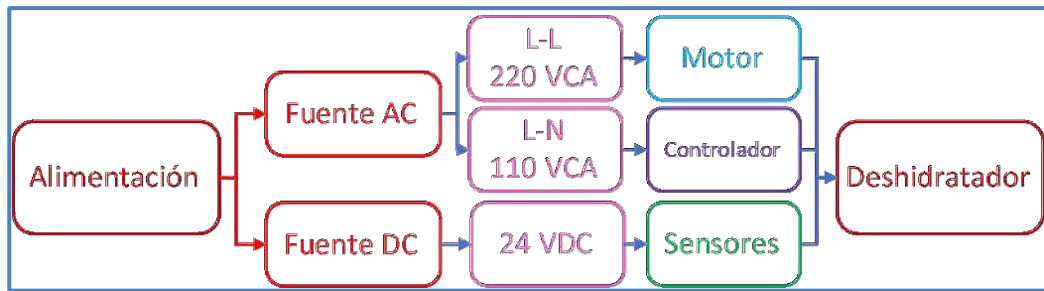 Alimentación
Fuente AC
Fuente DC
L-L
220 VCA
L-N
110 VCA
24 VDC
Motor
Controlador
Sensores
Deshidratador